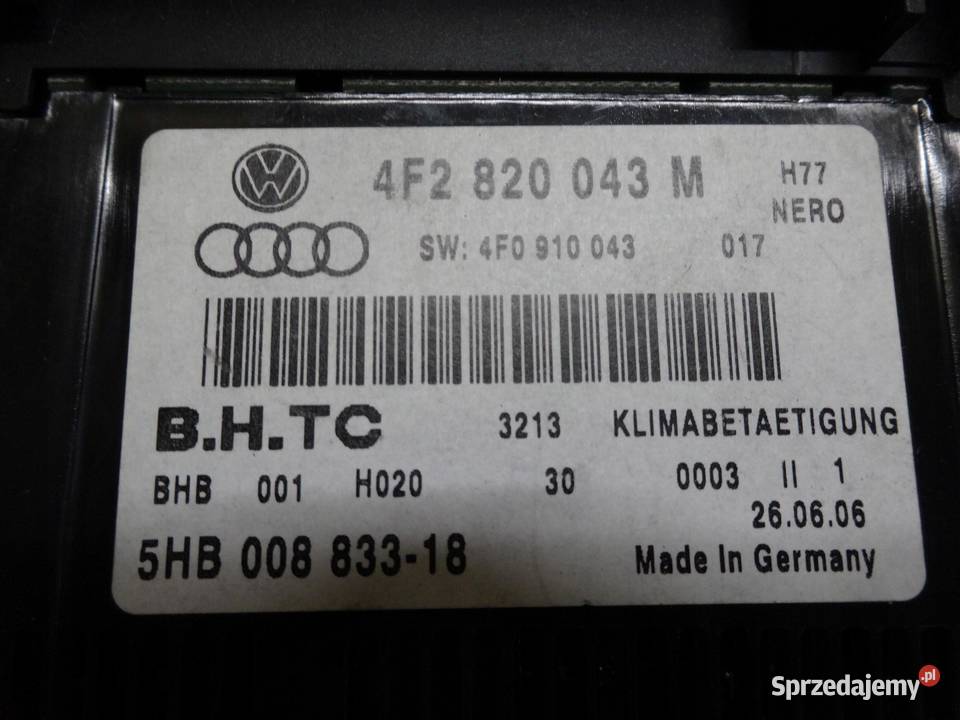 VW 4F2 820 043 M H77
NERO
SW: 4F0 910 043 017
B.H.TC 3213 KLIMABETAETIGUNG
BHB 001 H020 30 0003 II 1
26.06.06
5HB 008 833-18 Made In Germany
Sprzedajemy.pl